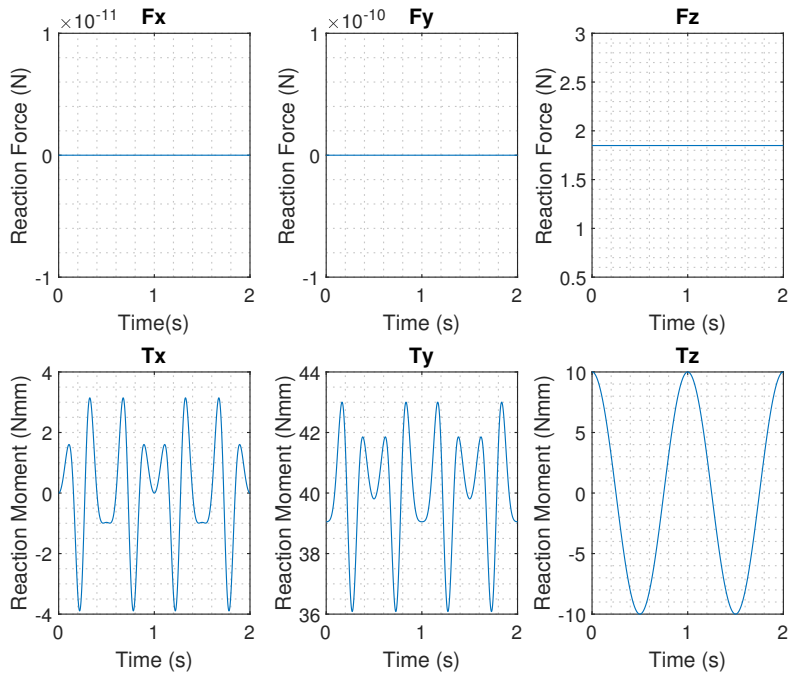 Fx
×10-11
Reaction Force (N)
1
0
-1
0
1
2
Time(s)
Fy
×10-10
Reaction Force (N)
1
0
-1
0
1
2
Time (s)
Fz
Reaction Force (N)
3
2.5
2
1.5
1
0.5
0
1
2
Time (s)
Tx
Reaction Moment (Nmm)
4
2
0
-2
-4
0
1
2
Time (s)
Ty
Reaction Moment (Nmm)
44
42
40
38
36
0
1
2
Time (s)
Tz
Reaction Moment (Nmm)
10
5
0
-5
-10
0
1
2
Time (s)